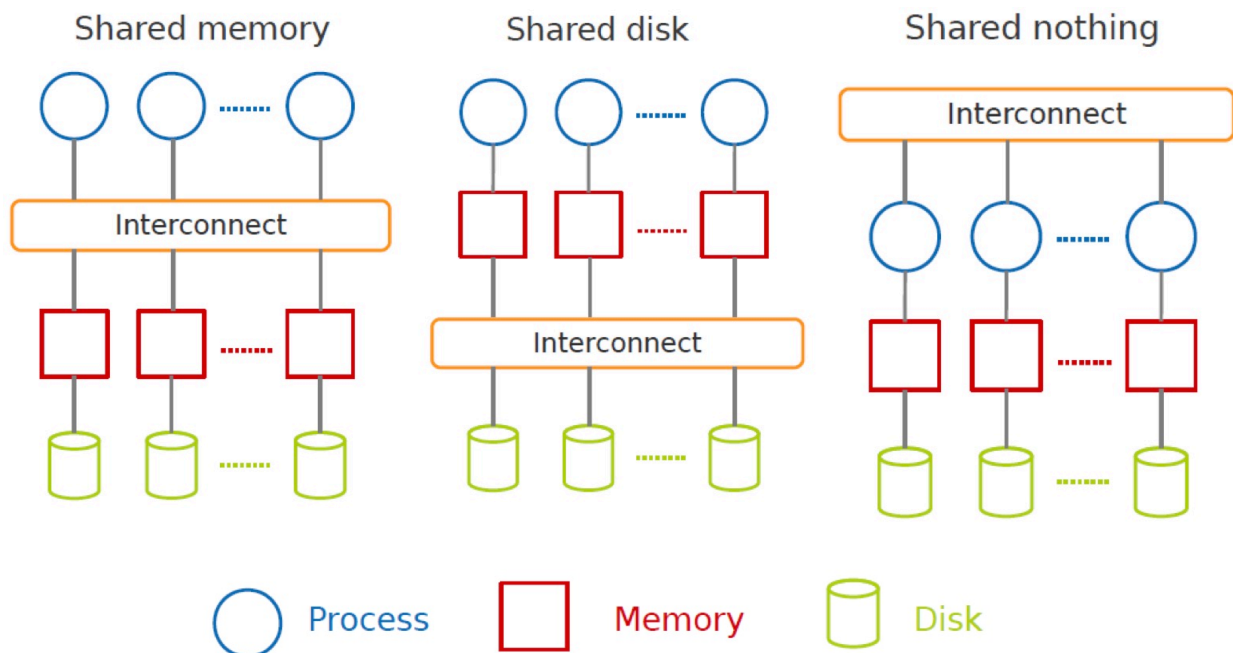 Shared memory
Shared disk
Shared nothing
Interconnect
Interconnect
Interconnect
Process
Memory
Disk